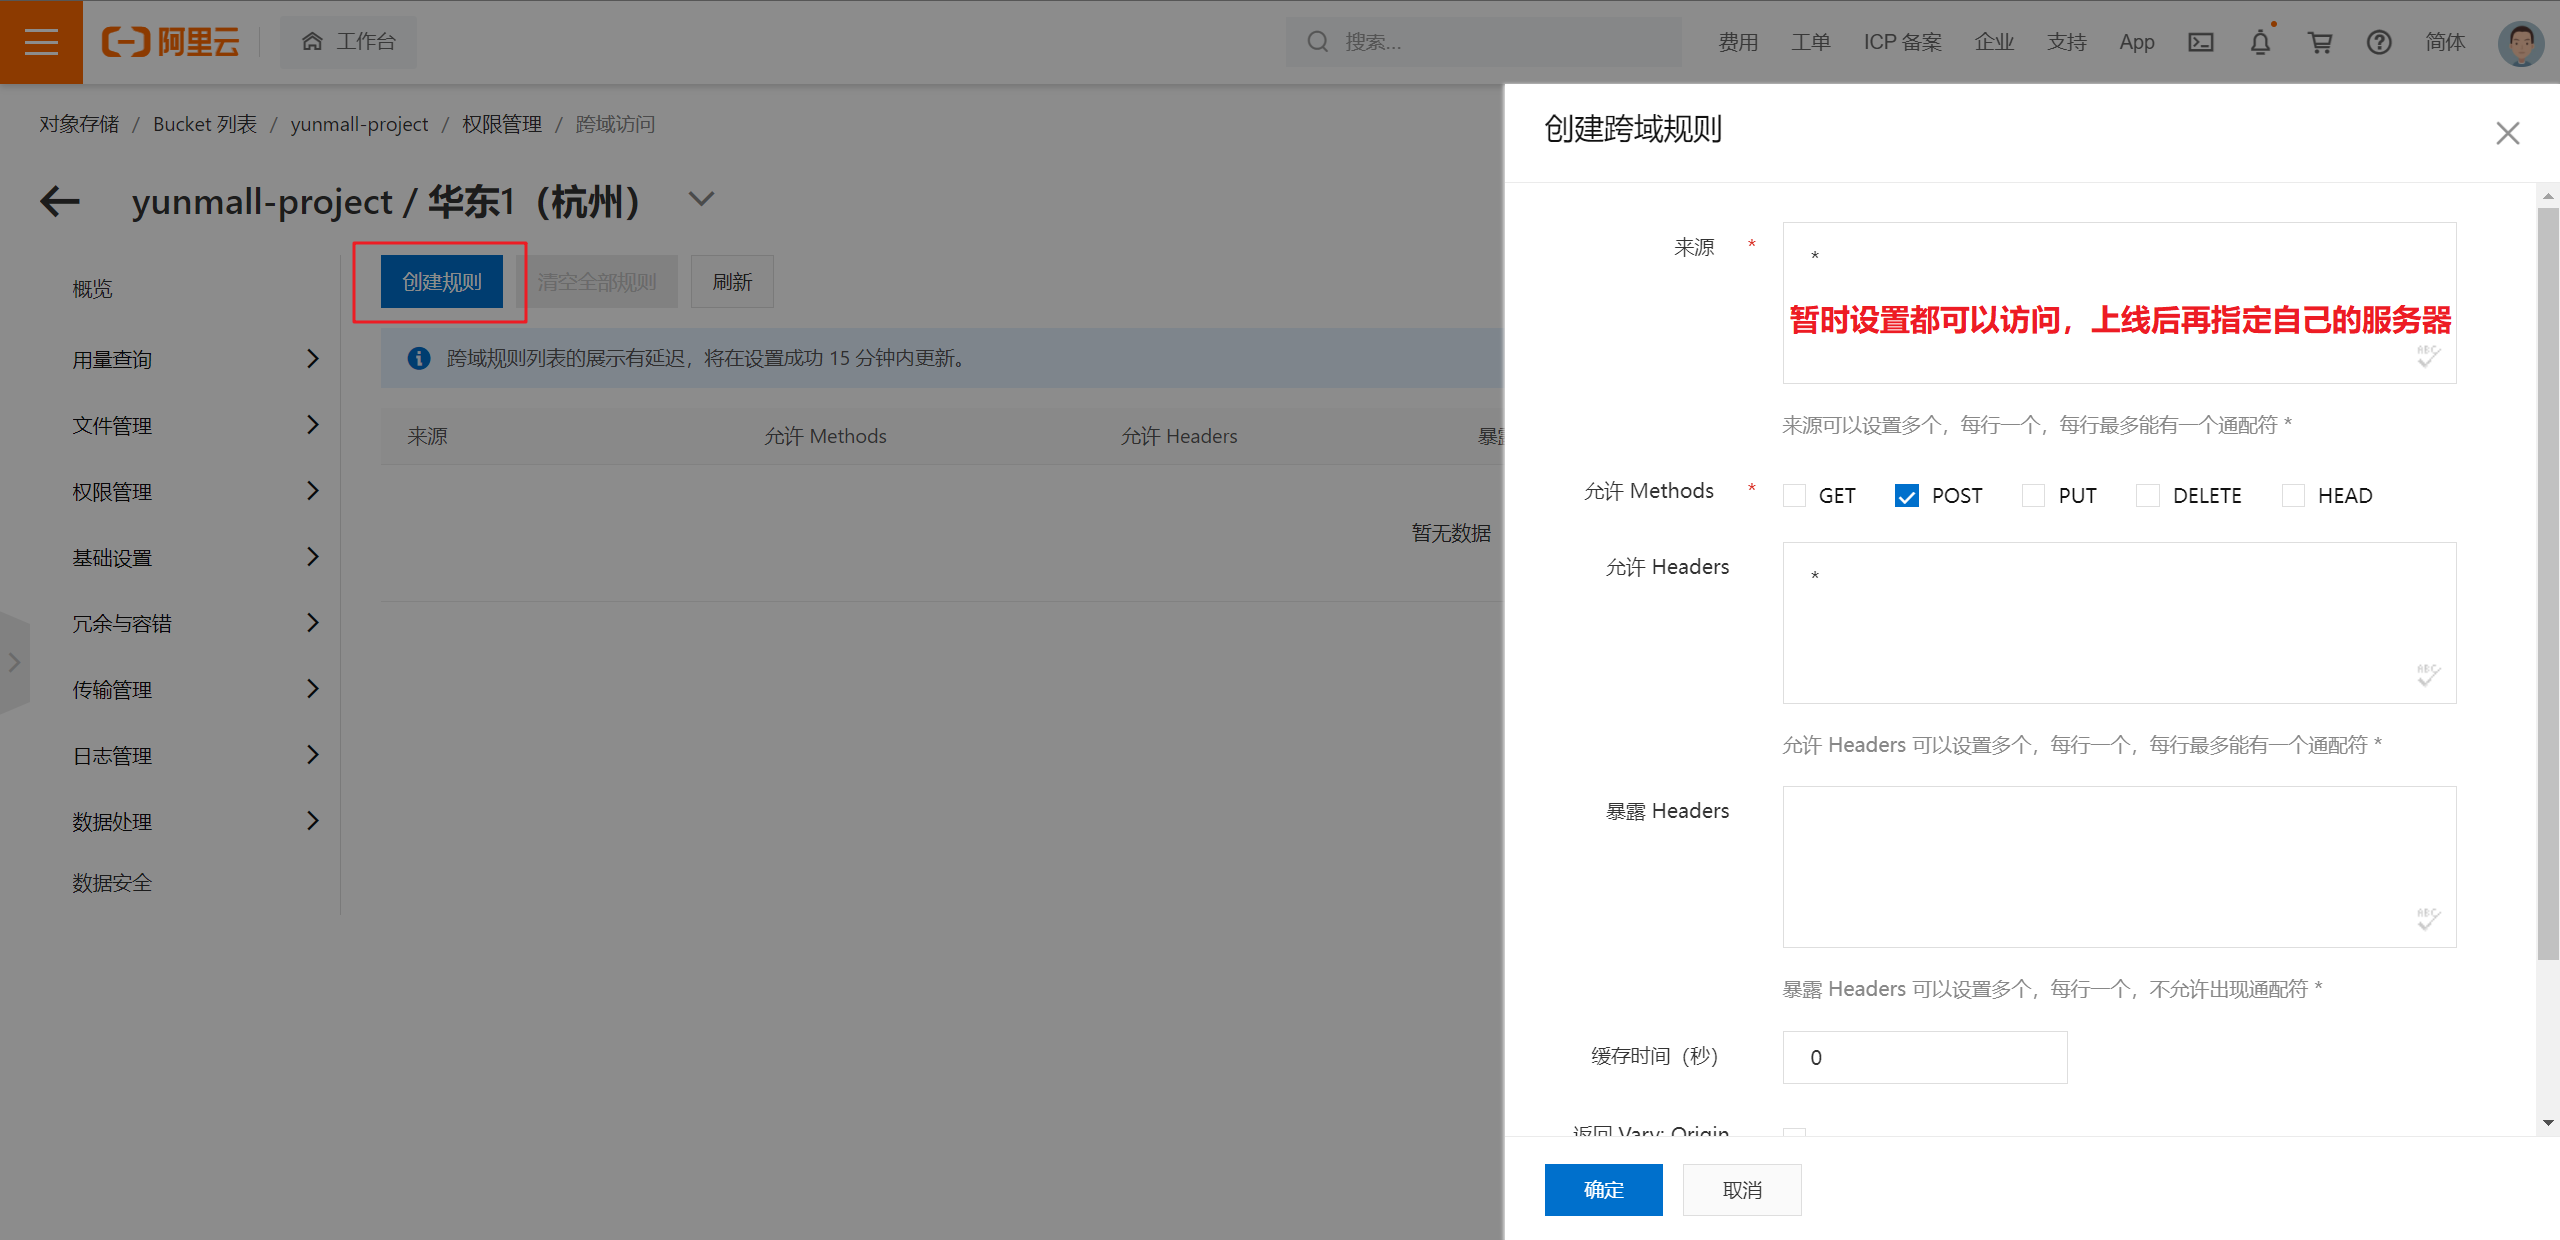 阿里云
工作台
搜索...
费用 工单 ICP 备案 企业 支持 App 简体
对象存储 / Bucket 列表 / yunmall-project / 权限管理 / 跨域访问
yunmall-project / 华东1（杭州）
概览
用量查询
文件管理
权限管理
基础设置
冗余与容错
传输管理
日志管理
数据处理
数据安全
创建规则 清空全部规则 刷新
跨域规则列表的展示有延迟，将在设置成功 15 分钟内更新。
来源 允许 Methods 允许 Headers 暴
暂无数据
创建跨域规则
来源 *
*
暂时设置都可以访问，上线后再指定自己的服务器
来源可以设置多个，每行一个，每行最多能有一个通配符 *
允许 Methods * GET POST PUT DELETE HEAD
允许 Headers
*
允许 Headers 可以设置多个，每行一个，每行最多能有一个通配符 *
暴露 Headers
暴露 Headers 可以设置多个，每行一个，不允许出现通配符 *
缓存时间（秒） 0
返回 Vary: Origin
确定 取消